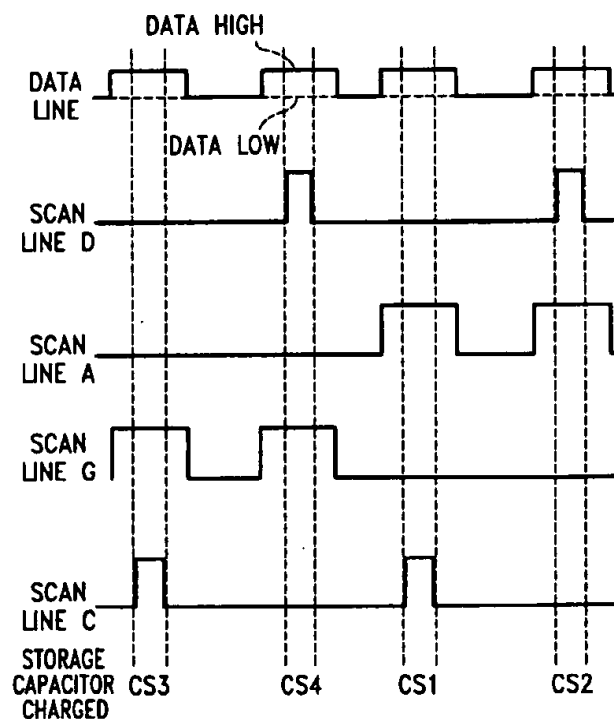 DATA HIGH
DATA
LINE
DATA LOW
SCAN
LINE D
SCAN
LINE A
SCAN
LINE G
SCAN
LINE C
STORAGE
CAPACITOR
CHARGED
CS3
CS4
CS1
CS2